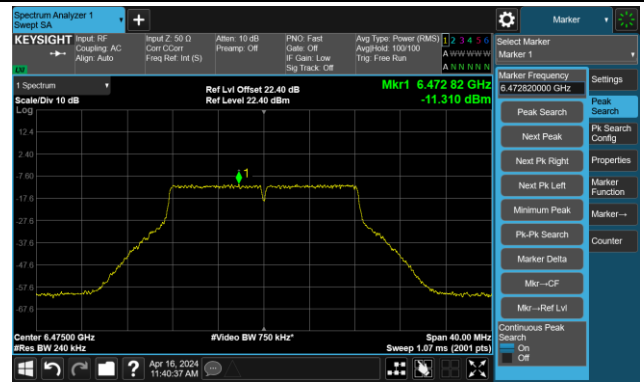 Spectrum Analyzer 1
Swept SA
Marker
KEYSIGHT
Input: RF
Coupling: AC
Align: Auto
Input Z: 50 Ω
Corr CCorr
Freq Ref: Int (S)
Atten: 10 dB
Preamp: Off
PNO: Fast
Gate: Off
IF Gain: Low
Sig Track: Off
Avg Type: Power (RMS)
Avg|Hold: 100/100
Trig: Free Run
1 2 3 4 5 6
A W W W W W
A N N N N N
Select Marker
Marker 1
1 Spectrum
Scale/Div 10 dB
Log
Ref Lvl Offset 22.40 dB
Ref Level 22.40 dBm
Mkr1 6.472 82 GHz
-11.310 dBm
12.4
2.40
-7.60
-17.6
-27.6
-37.6
-47.6
-57.6
-67.6
1
Center 6.47500 GHz
#Res BW 240 kHz
#Video BW 750 kHz*
Span 40.00 MHz
Sweep 1.07 ms (2001 pts)
Marker Frequency
6.472820000 GHz
Peak Search
Next Peak
Next Pk Right
Next Pk Left
Minimum Peak
Pk-Pk Search
Marker Delta
Mkr→CF
Mkr→Ref Lvl
Continuous Peak
Search
On
Off
Settings
Peak
Search
Pk Search
Config
Properties
Marker
Function
Marker→
Counter
?
Apr 16, 2024
11:40:37 AM